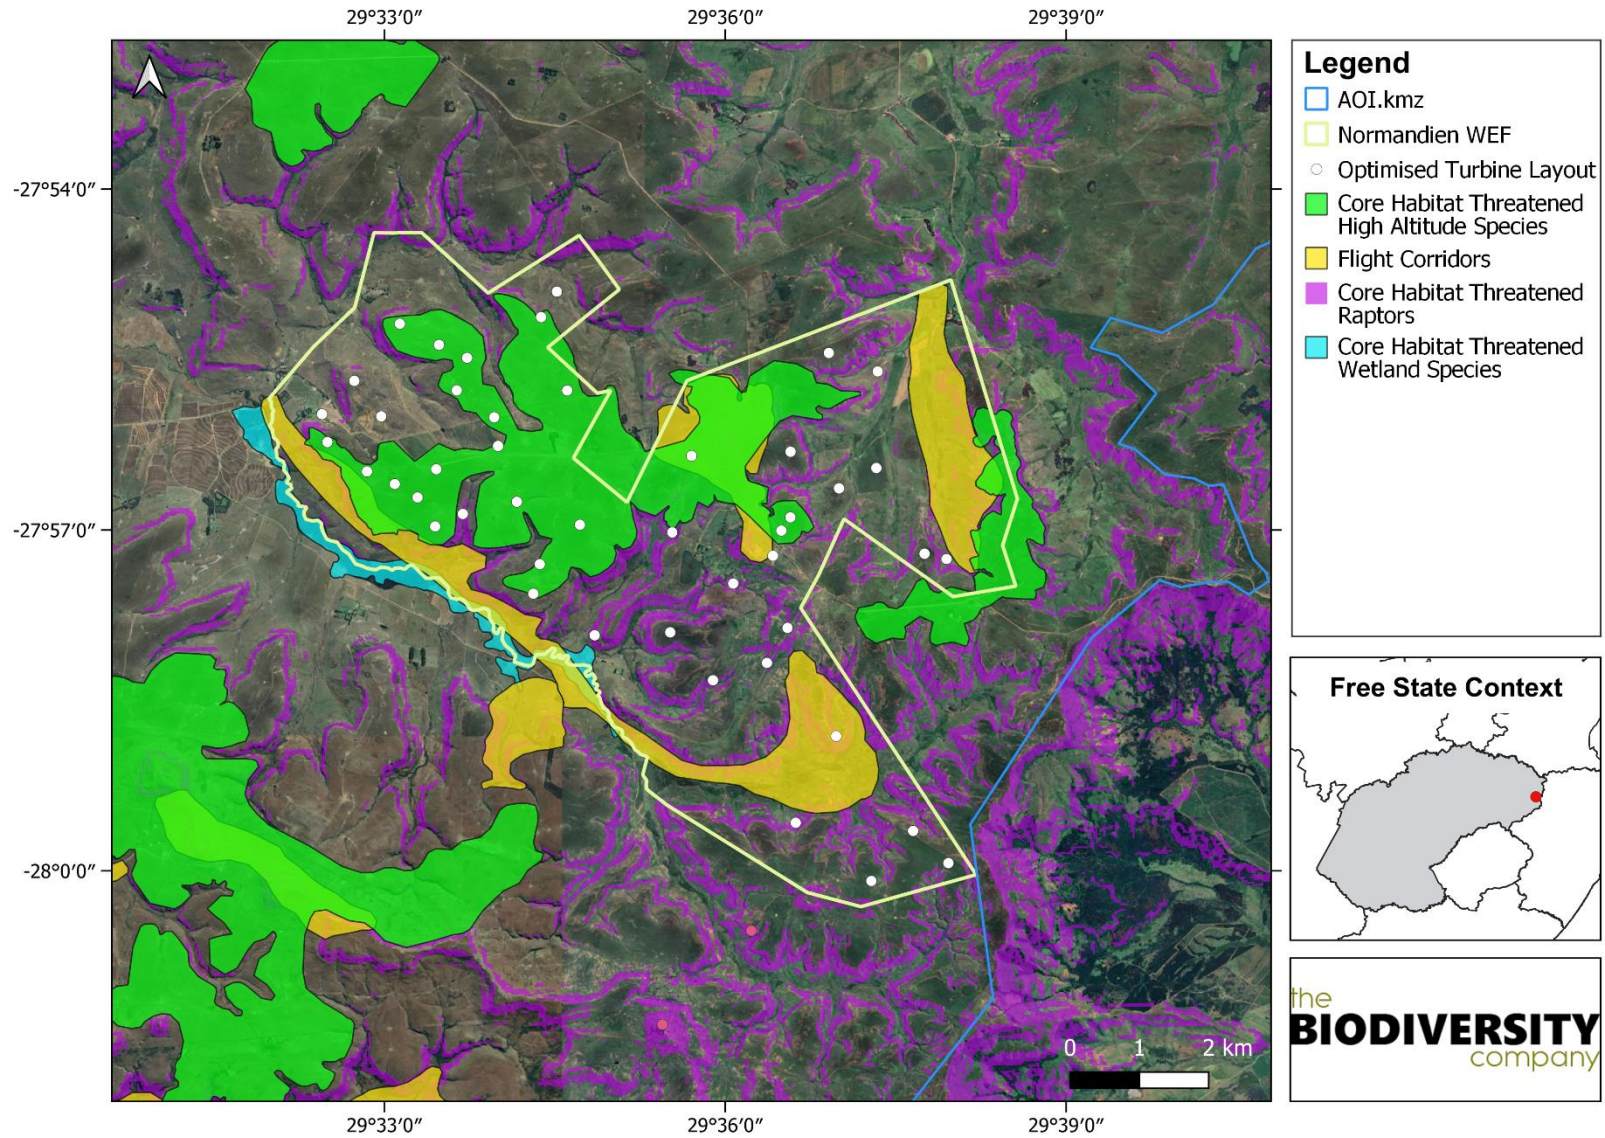 29°33′0″ 29°36′0″ 29°39′0″
Legend
AOI.kmz
Normandien WEF
Optimised Turbine Layout
Core Habitat Threatened
High Altitude Species
Flight Corridors
Core Habitat Threatened
Raptors
Core Habitat Threatened
Wetland Species
-27°54′0″
-27°57′0″
-28°0′0″
0 1 2 km
29°33′0″ 29°36′0″ 29°39′0″
Free State Context
the
BIODIVERSITY
company